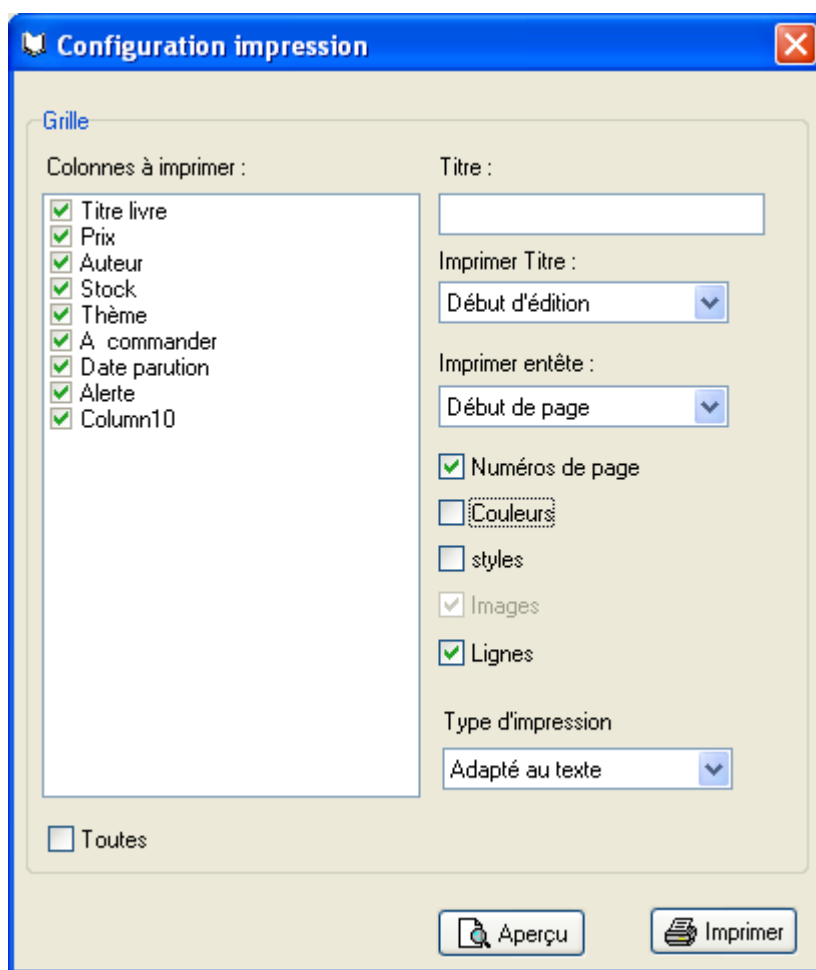 Configuration impression
Grille
Colonnes à imprimer :
Titre livre
Prix
Auteur
Stock
Thème
A  commander
Date parution
Alerte
Column10
Toutes
Titre :
Imprimer Titre :
Début d'édition
Imprimer entête :
Début de page
Numéros de page
Couleurs
styles
Images
Lignes
Type d'impression
Adapté au texte
Aperçu
Imprimer